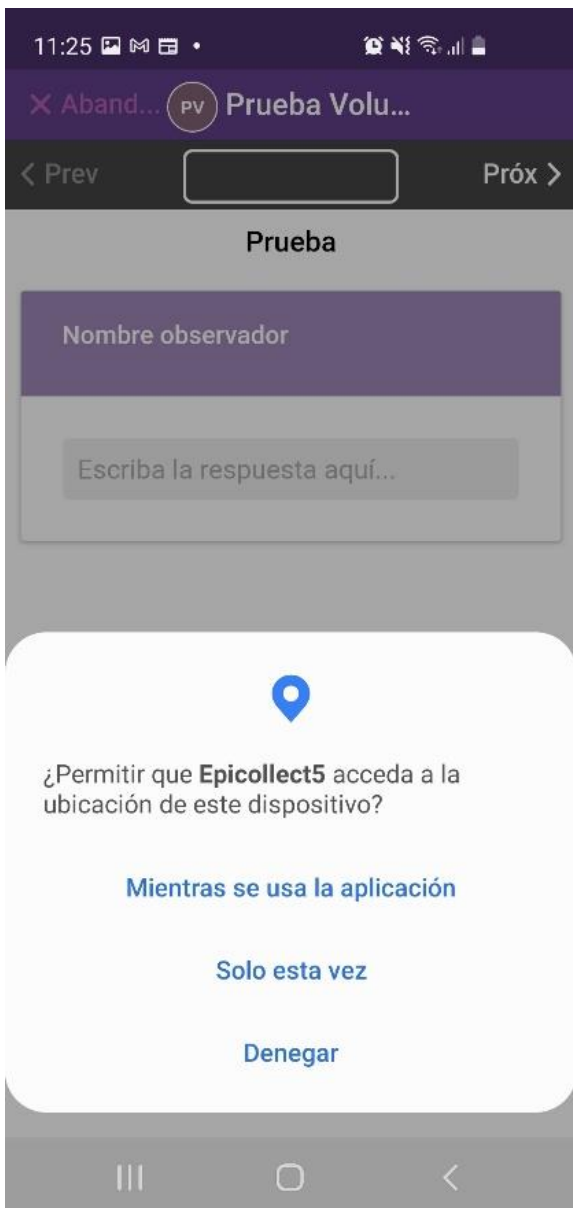 11:25
Aband... PV Prueba Volu...
Prev Próx
Prueba
Nombre observador
Escriba la respuesta aquí...
¿Permitir que Epicollect5 acceda a la
ubicación de este dispositivo?
Mientras se usa la aplicación
Solo esta vez
Denegar